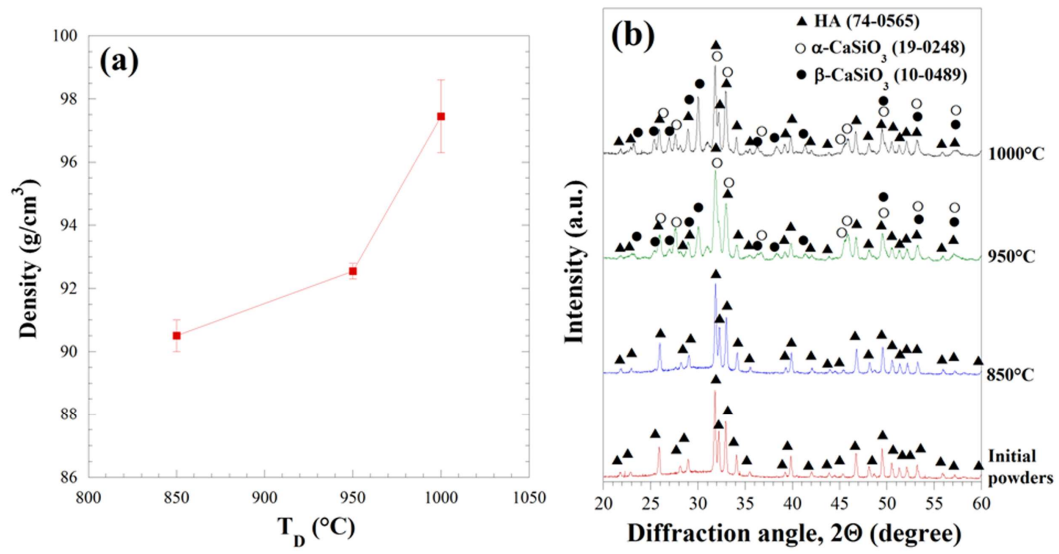 (a)
Density (g/cm³)
100
98
96
94
92
90
88
86
800
850
900
950
1000
1050
T_D (°C)
(b)
▲ HA (74-0565)
○ α-CaSiO₃ (19-0248)
● β-CaSiO₃ (10-0489)
1000°C
950°C
850°C
Initial
powders
Intensity (a.u.)
20
25
30
35
40
45
50
55
60
Diffraction angle, 2Θ (degree)